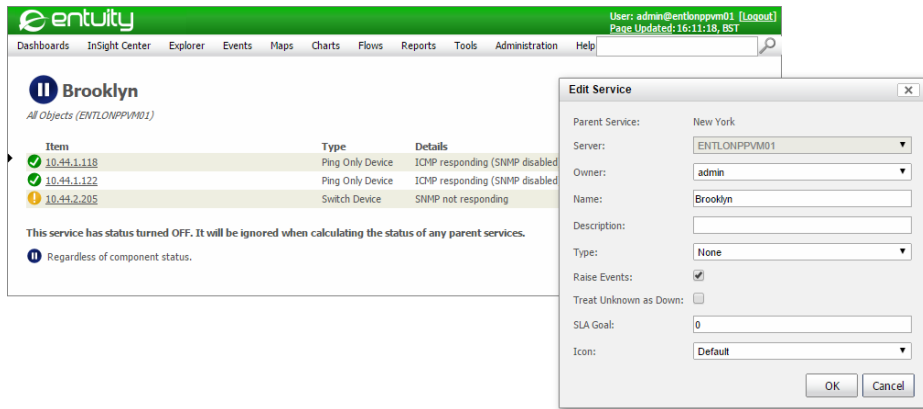 entuity
User: admin@entlonppvm01 [Logout]
Page Updated: 16:11:18, BST
Dashboards InSight Center Explorer Events Maps Charts Flows Reports Tools Administration Help
Brooklyn
All Objects (ENTLONPPVM01)
Item Type Details
10.44.1.118 Ping Only Device ICMP responding (SNMP disabled
10.44.1.122 Ping Only Device ICMP responding (SNMP disabled
10.44.2.205 Switch Device SNMP not responding
This service has status turned OFF. It will be ignored when calculating the status of any parent services.
Regardless of component status.
Edit Service
Parent Service: New York
Server: ENTLONPPVM01
Owner: admin
Name: Brooklyn
Description:
Type: None
Raise Events:
Treat Unknown as Down:
SLA Goal: 0
Icon: Default
OK Cancel